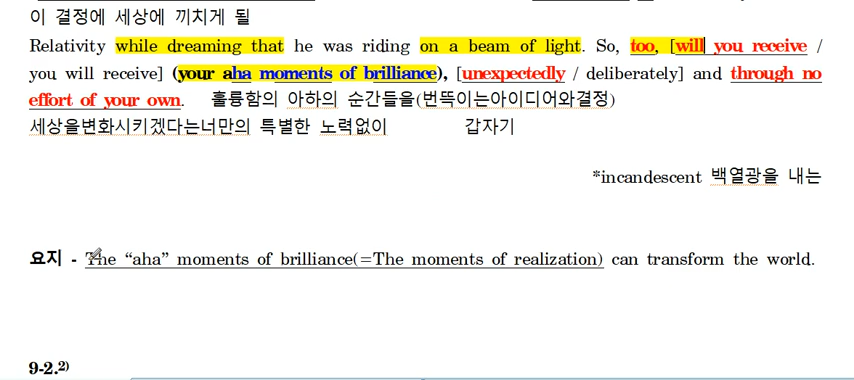 이 결정에 세상에 끼치게 될
Relativity while dreaming that he was riding on a beam of light. So, too, [will you receive /
you will receive] (your aha moments of brilliance), [unexpectedly / deliberately] and through no
effort of your own. 훌륭함의 아하의 순간들을(번뜩이는아이디어와결정)
세상을변화시키겠다는너만의 특별한 노력없이 갑자기
*incandescent 백열광을 내는
요지 - The “aha” moments of brilliance(=The moments of realization) can transform the world.
9-2.2)